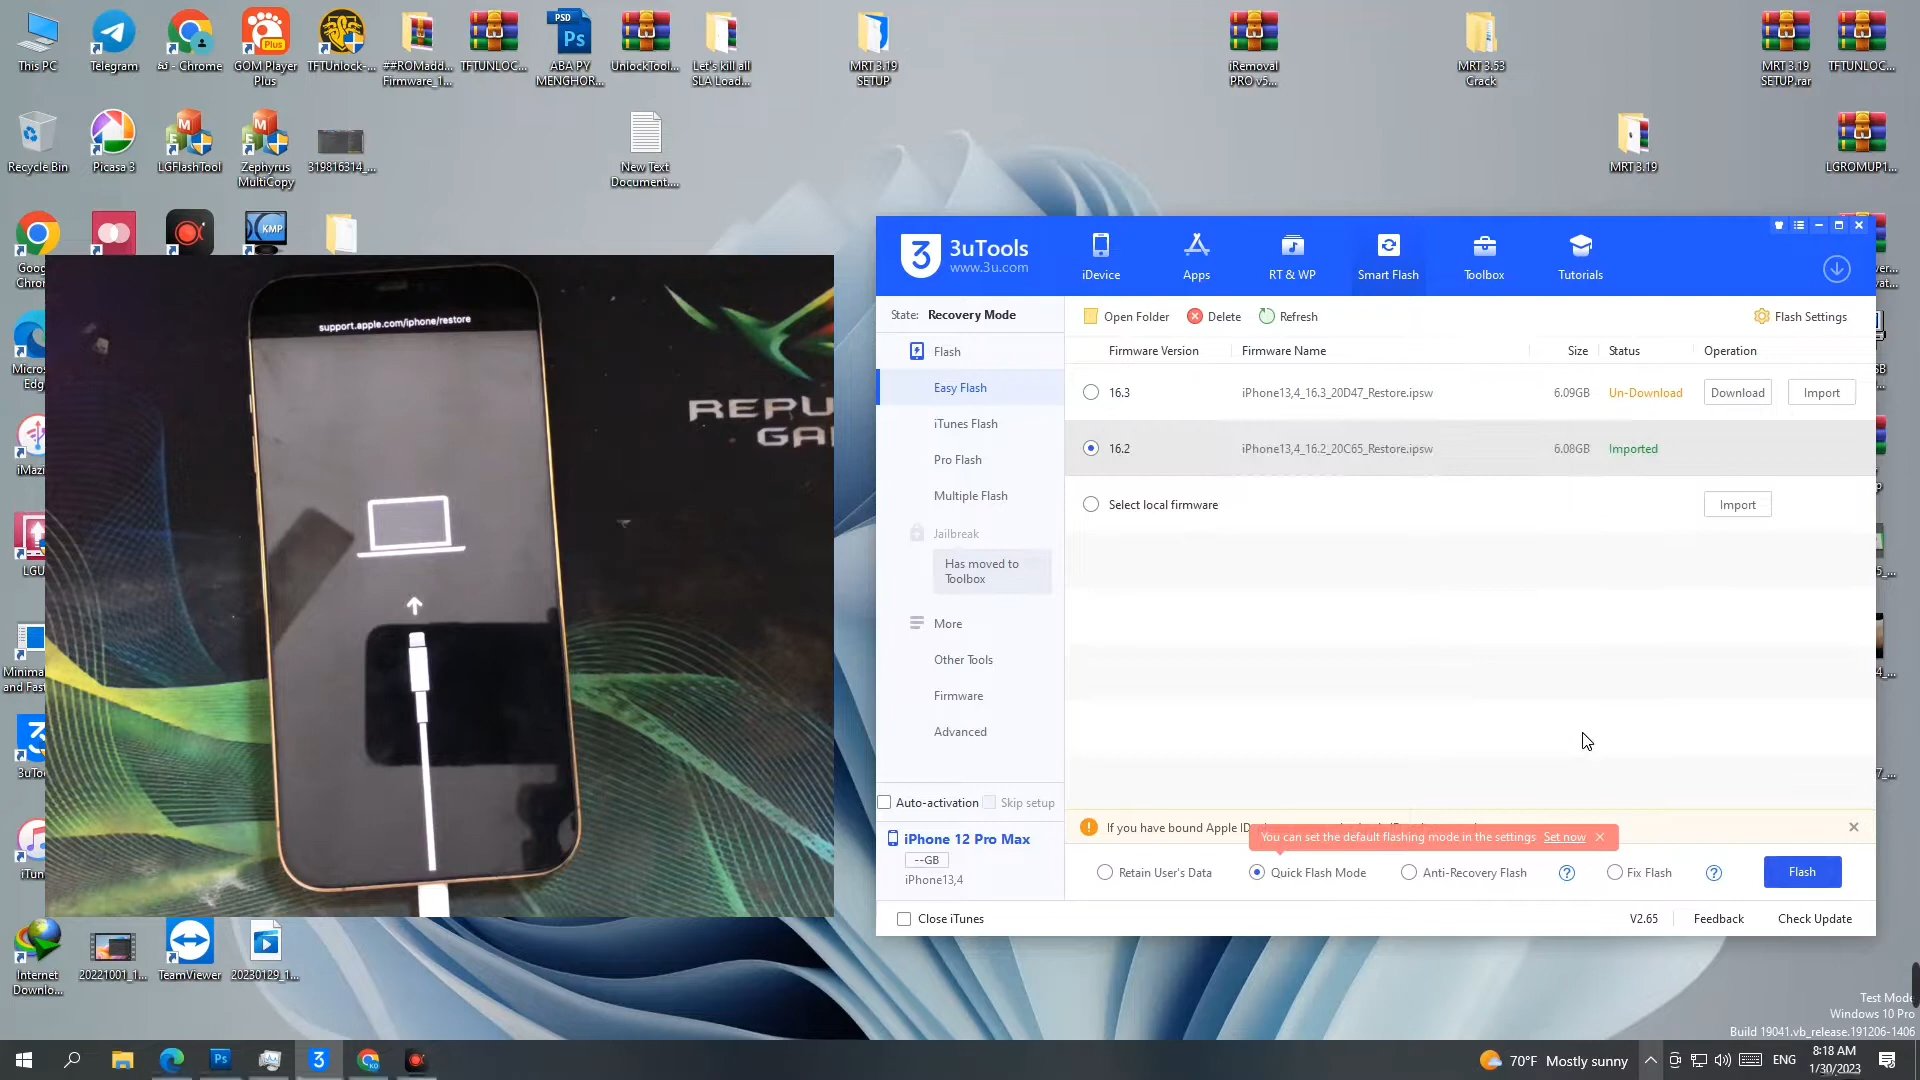 This PC
Telegram
Chrome
GOM Player
Plus
Plus
TFTUnlock-...
##ROMadd...
Firmware_1...
TFTUNLOC...
PSD
Ps
ABA PY
MENGHOR...
UnlockTool...
Let's kill all
SLA Load...
MRT 3.19
SETUP
iRemoval
PRO v5...
MRT 3.53
Crack
MRT 3.19
SETUP.rar
TFTUNLOC...
Recycle Bin
Picasa 3
LGFlashTool
Zephyrus
MultiCopy
319816314_...
New Text
Document....
MRT 3.19
LGROMUP1...
KMP
support.apple.com/iphone/restore
REPU
GA
3uTools
www.3u.com
iDevice
Apps
RT & WP
Smart Flash
Toolbox
Tutorials
State: Recovery Mode
Flash
Easy Flash
iTunes Flash
Pro Flash
Multiple Flash
Jailbreak
Has moved to
Toolbox
More
Other Tools
Firmware
Advanced
Auto-activation Skip setup
iPhone 12 Pro Max
--GB
iPhone13,4
Close iTunes
Open Folder Delete Refresh Flash Settings
Firmware Version Firmware Name Size Status Operation
16.3 iPhone13,4_16.3_20D47_Restore.ipsw 6.09GB Un-Download Download Import
16.2 iPhone13,4_16.2_20C65_Restore.ipsw 6.08GB Imported
Select local firmware Import
If you have bound Apple ID
You can set the default flashing mode in the settings Set now
Retain User's Data Quick Flash Mode Anti-Recovery Flash Fix Flash Flash
V2.65 Feedback Check Update
Internet
Downlo...
20221001_1...
TeamViewer
20230129_1...
Test Mode
Windows 10 Pro
Build 19041.vb_release.191206-1406
Ps
70°F Mostly sunny
ENG
8:18 AM
1/30/2023